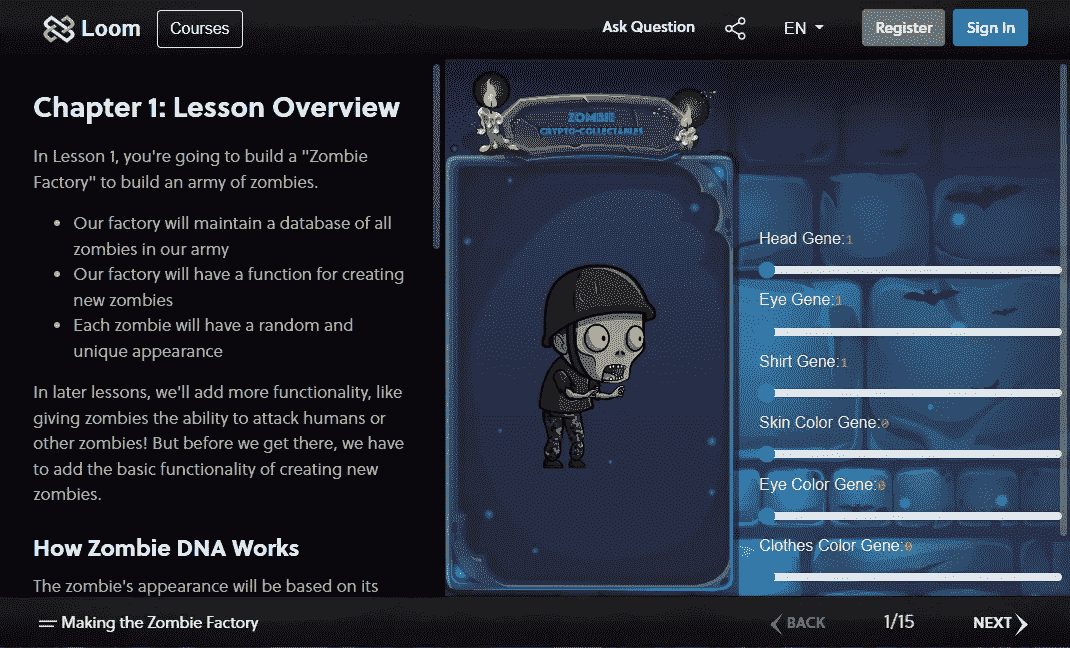 Loom
Courses
Ask Question
EN
Register
Sign In
Chapter 1: Lesson Overview
In Lesson 1, you're going to build a "Zombie
Factory" to build an army of zombies.
• Our factory will maintain a database of all
zombies in our army
• Our factory will have a function for creating
new zombies
• Each zombie will have a random and
unique appearance
In later lessons, we'll add more functionality, like
giving zombies the ability to attack humans or
other zombies! But before we get there, we have
to add the basic functionality of creating new
zombies.
How Zombie DNA Works
The zombie's appearance will be based on its
ZOMBIE
CRYPTO-COLLECTABLES
Head Gene:1
Eye Gene:1
Shirt Gene:1
Skin Color Gene:0
Eye Color Gene:0
Clothes Color Gene:0
Making the Zombie Factory
BACK
1/15
NEXT